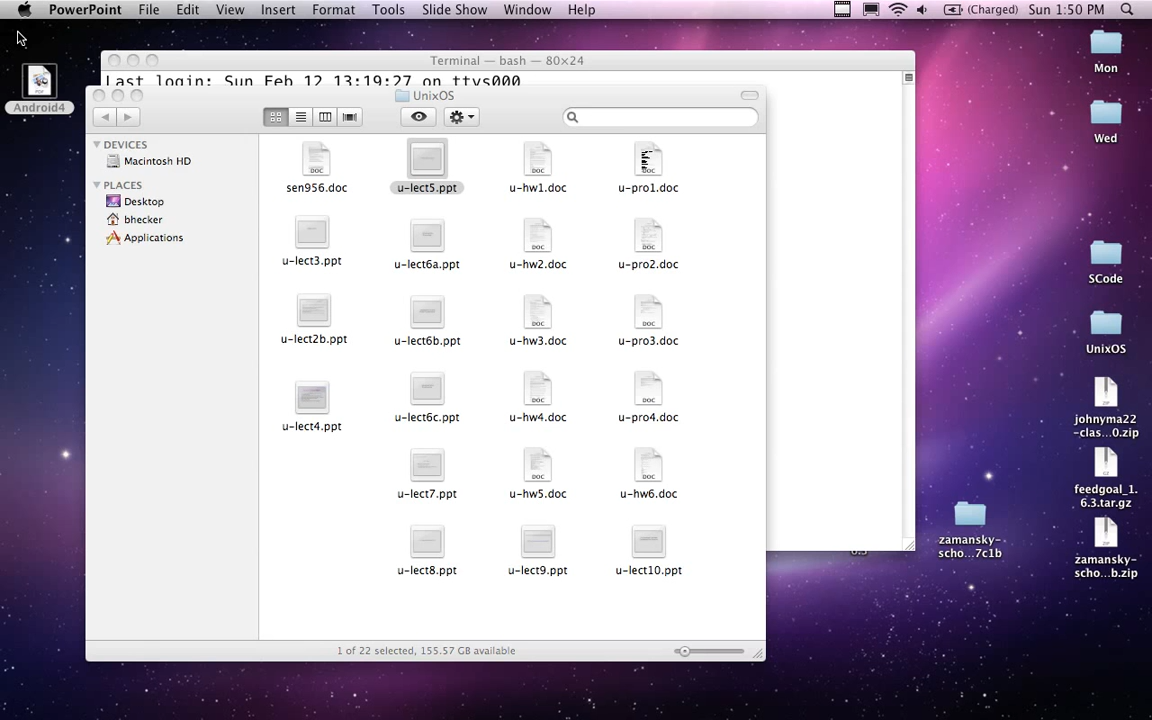 PowerPoint File Edit View Insert Format Tools Slide Show Window Help (Charged) Sun 1:50 PM
Terminal — bash — 80×24
Last login: Sun Feb 12 13:19:27 on ttys000
UnixOS
DEVICES
Macintosh HD
PLACES
Desktop
bhecker
Applications
sen956.doc u-lect5.ppt u-hw1.doc u-pro1.doc
u-lect3.ppt u-lect6a.ppt u-hw2.doc u-pro2.doc
u-lect2b.ppt u-lect6b.ppt u-hw3.doc u-pro3.doc
u-lect4.ppt u-lect6c.ppt u-hw4.doc u-pro4.doc
u-lect7.ppt u-hw5.doc u-hw6.doc
u-lect8.ppt u-lect9.ppt u-lect10.ppt
1 of 22 selected, 155.57 GB available
Android4
Mon
Wed
SCode
UnixOS
johnyma22
-clas...0.zip
feedgoal_1.
6.3.tar.gz
zamansky-
scho...7c1b
zamansky-
scho...b.zip